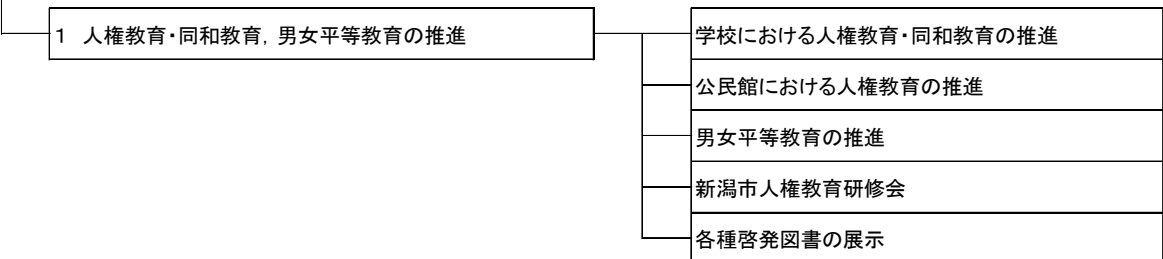 1　人権教育・同和教育，男女平等教育の推進
学校における人権教育・同和教育の推進
公民館における人権教育の推進
男女平等教育の推進
新潟市人権教育研修会
各種啓発図書の展示